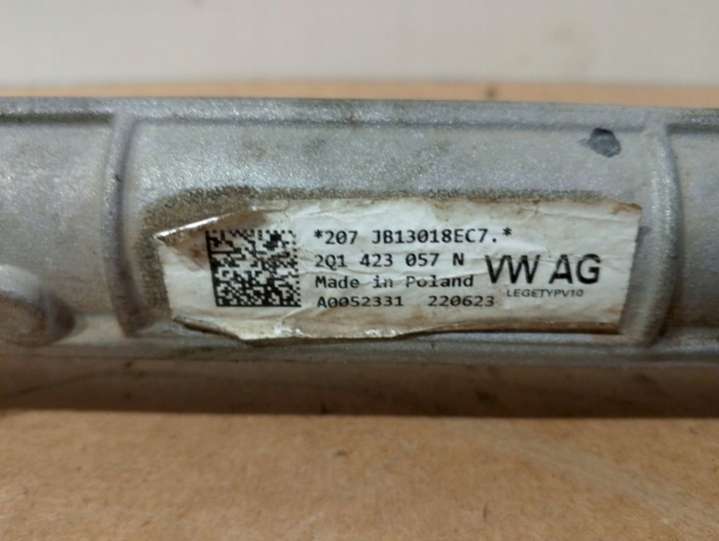 *207 JB13018EC7.*
2Q1 423 057 N
Made in Poland
A0052331 220623
VW AG
LEGETYPV10